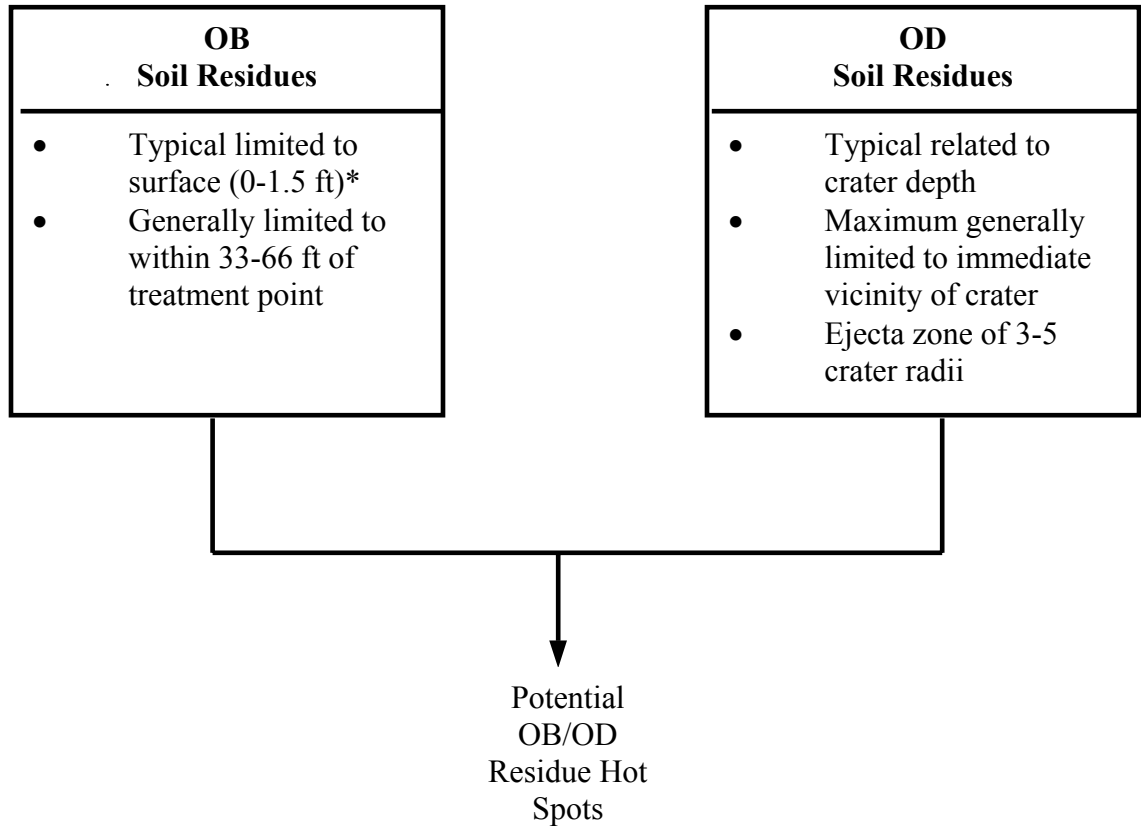 OB
Soil Residues
• Typical limited to
surface (0-1.5 ft)*
• Generally limited to
within 33-66 ft of
treatment point
OD
Soil Residues
• Typical related to
crater depth
• Maximum generally
limited to immediate
vicinity of crater
• Ejecta zone of 3-5
crater radii
Potential
OB/OD
Residue Hot
Spots